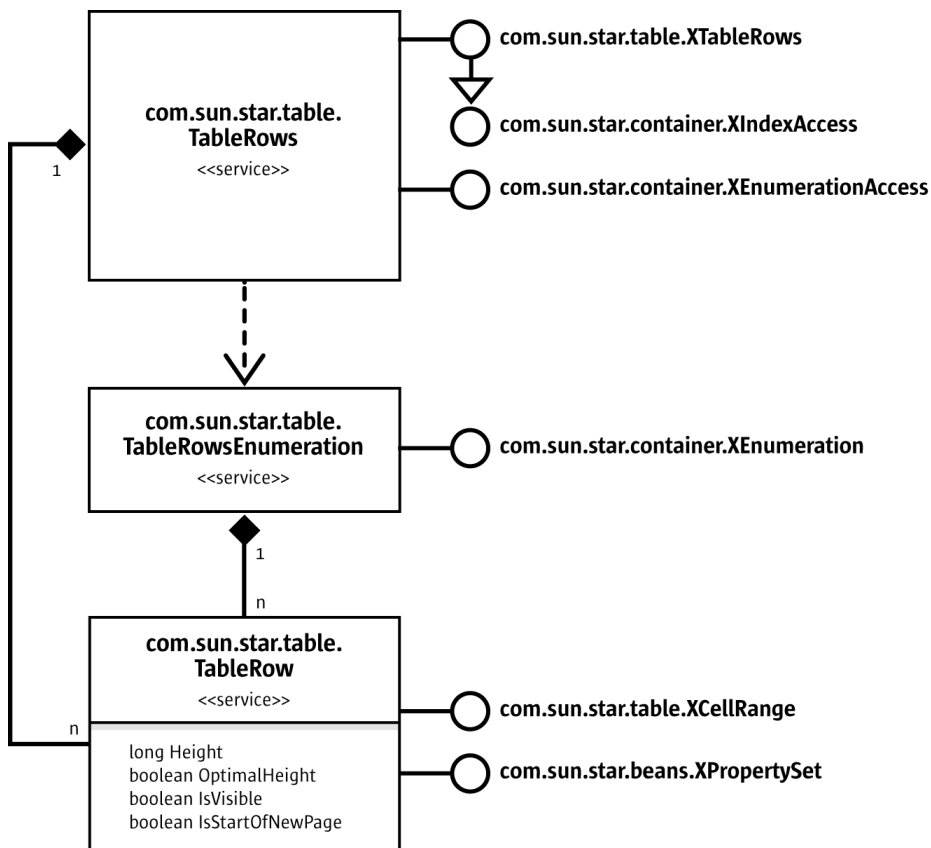 com.sun.star.table.XTableRows
com.sun.star.table.
TableRows
<<service>>
com.sun.star.container.XIndexAccess
1
com.sun.star.container.XEnumerationAccess
com.sun.star.table.
TableRowsEnumeration
<<service>>
com.sun.star.container.XEnumeration
1
n
com.sun.star.table.
TableRow
<<service>>
com.sun.star.table.XCellRange
n
long Height
boolean OptimalHeight
boolean IsVisible
boolean IsStartOfNewPage
com.sun.star.beans.XPropertySet